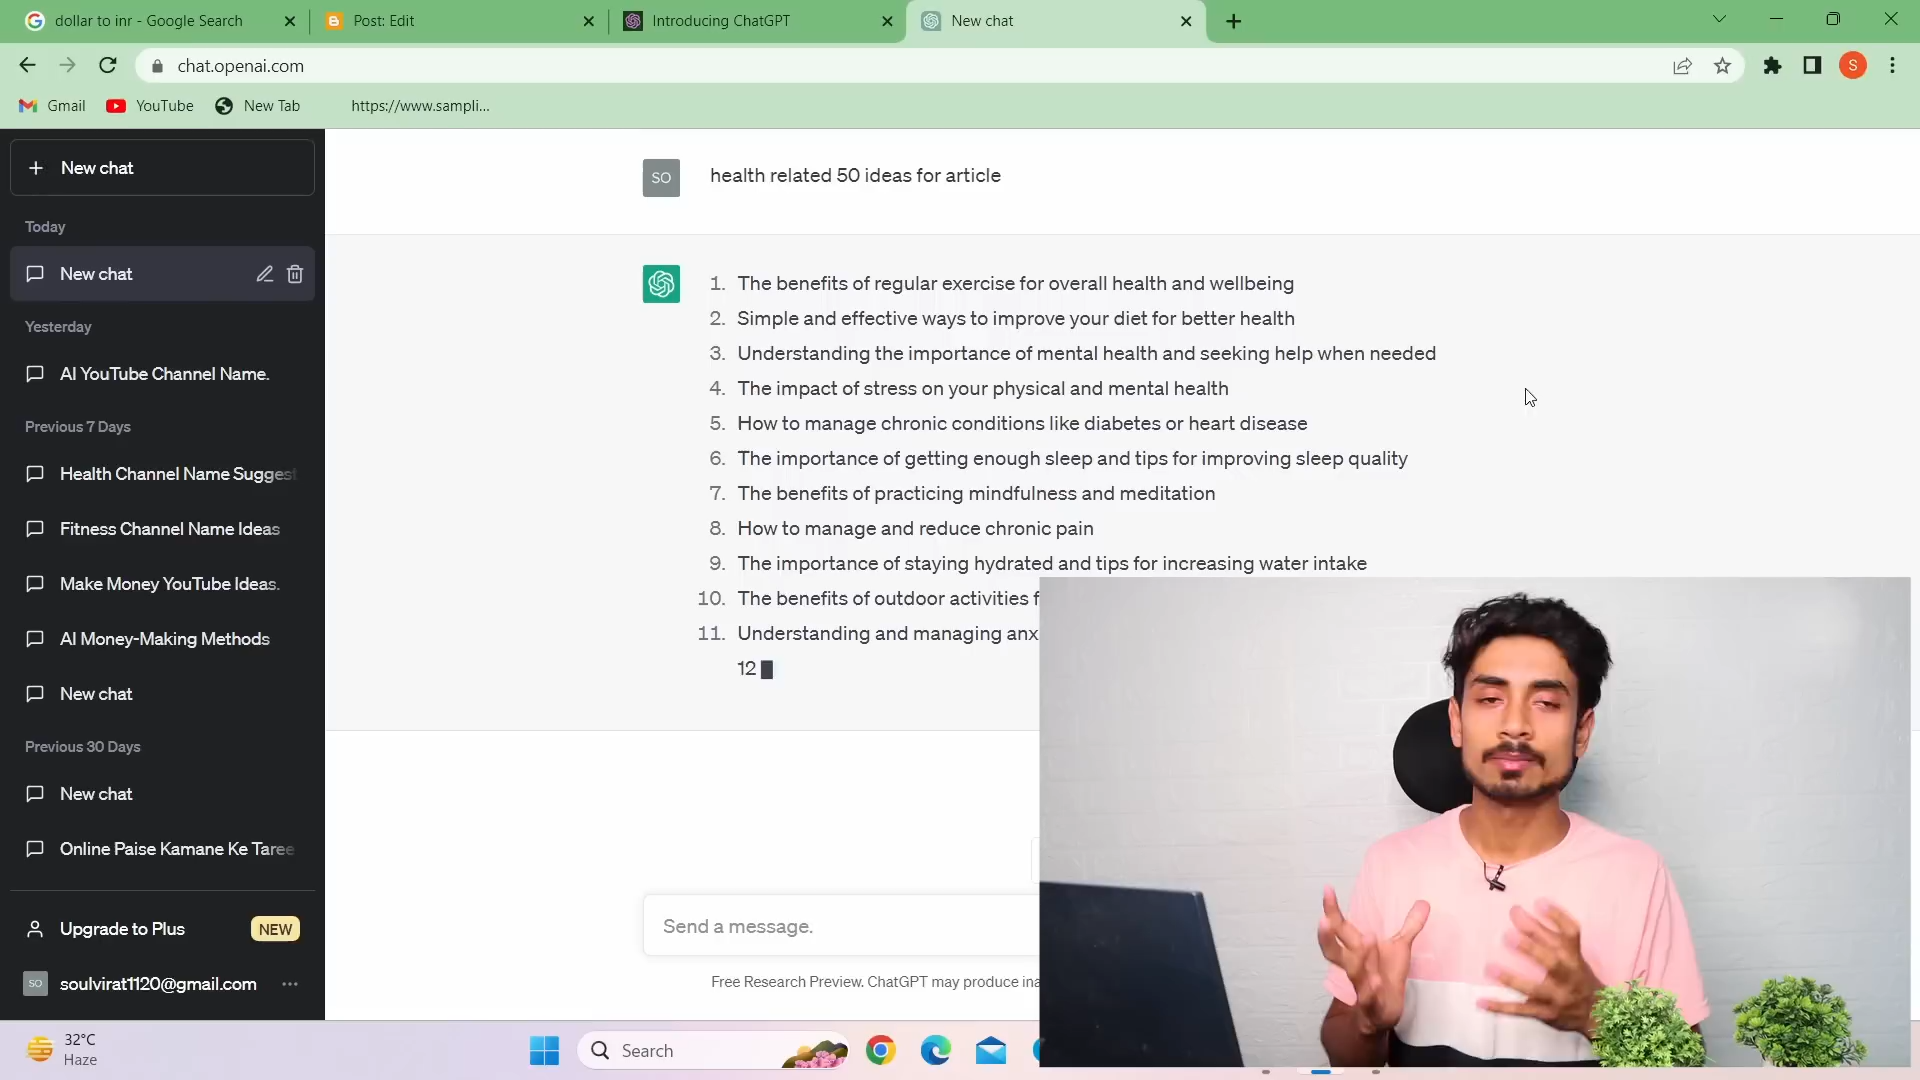 dollar to inr - Google Search
Post: Edit
Introducing ChatGPT
New chat
chat.openai.com
S
Gmail
YouTube
New Tab
https://www.sampli...
New chat
Today
New chat
Yesterday
AI YouTube Channel Name.
Previous 7 Days
Health Channel Name Suggest
Fitness Channel Name Ideas
Make Money YouTube Ideas.
AI Money-Making Methods
New chat
Previous 30 Days
New chat
Online Paise Kamane Ke Taree
Upgrade to Plus NEW
SO soulvirat1120@gmail.com
SO health related 50 ideas for article
1. The benefits of regular exercise for overall health and wellbeing
2. Simple and effective ways to improve your diet for better health
3. Understanding the importance of mental health and seeking help when needed
4. The impact of stress on your physical and mental health
5. How to manage chronic conditions like diabetes or heart disease
6. The importance of getting enough sleep and tips for improving sleep quality
7. The benefits of practicing mindfulness and meditation
8. How to manage and reduce chronic pain
9. The importance of staying hydrated and tips for increasing water intake
10. The benefits of outdoor activities f
11. Understanding and managing anx
12
Send a message.
Free Research Preview. ChatGPT may produce ina
32°C
Haze
Search